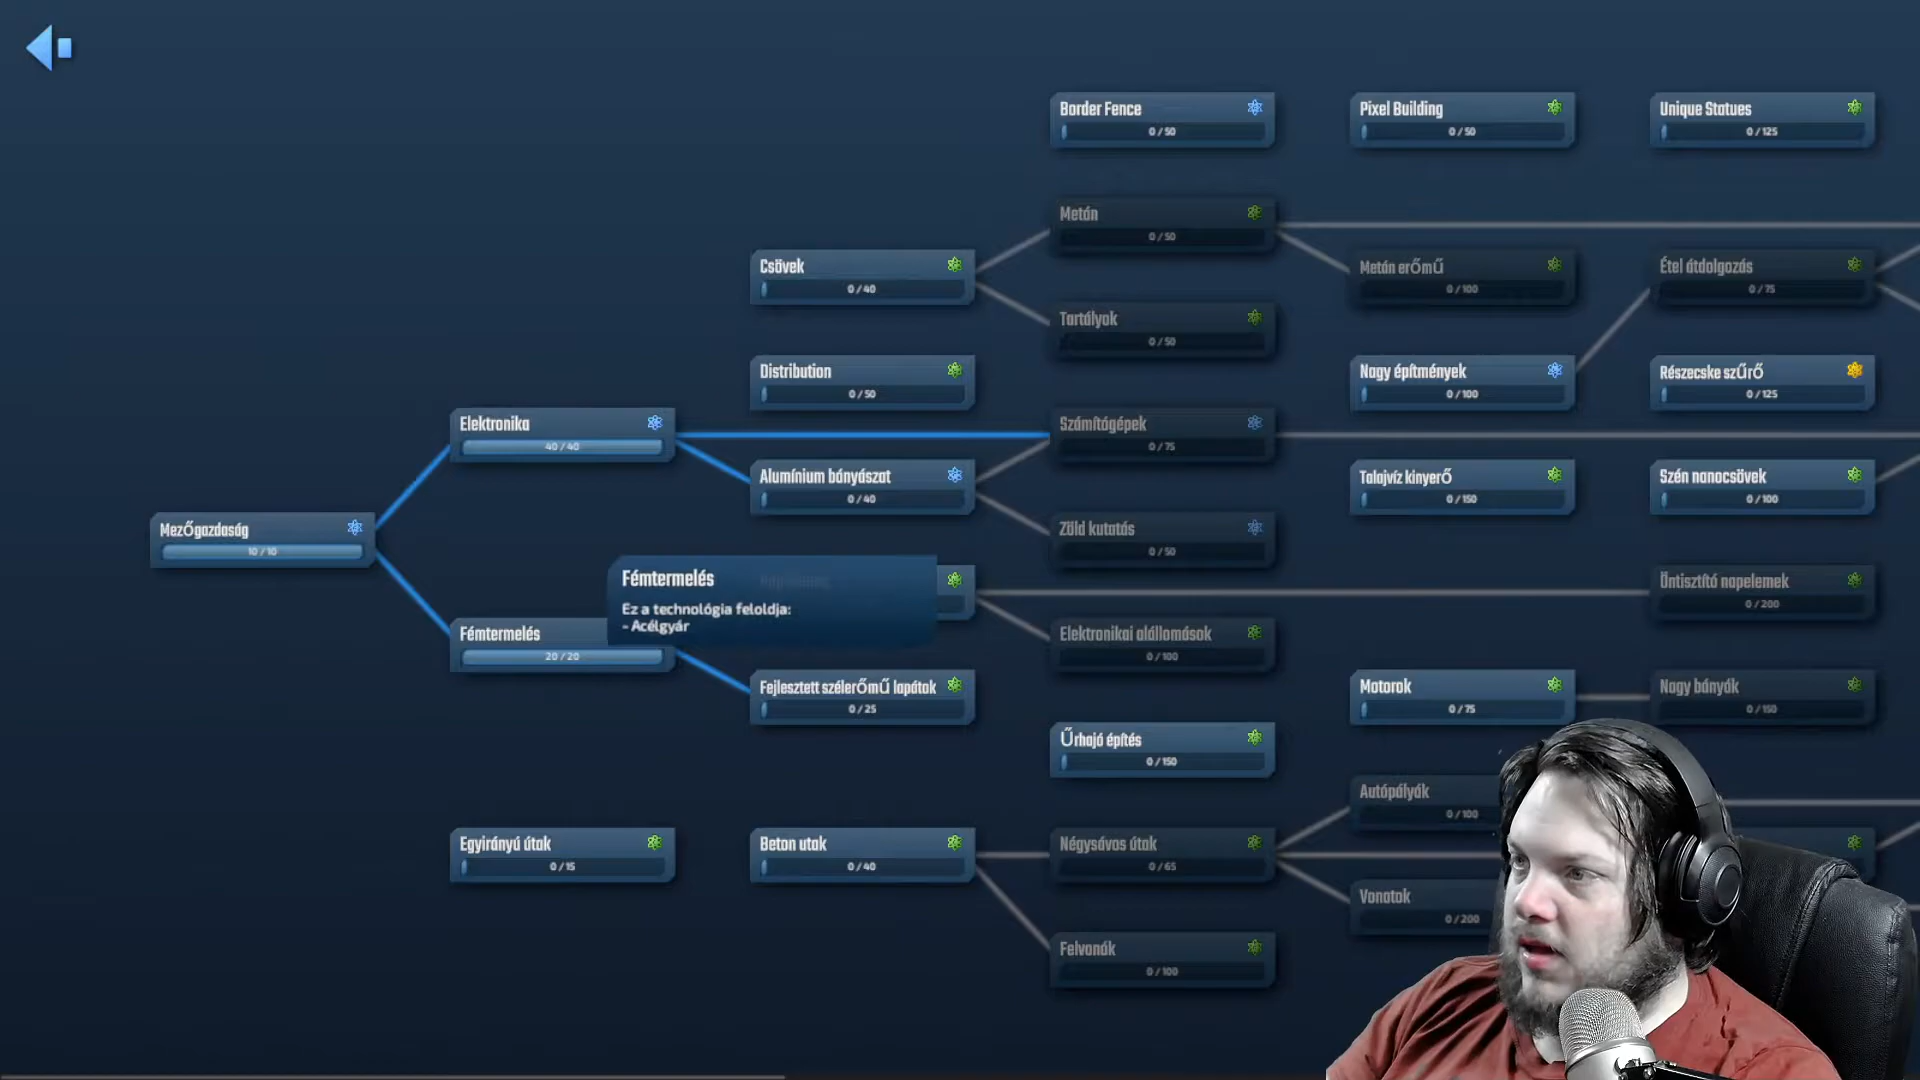 Border Fence
0 / 50
Pixel Building
0 / 50
Unique Statues
0 / 125
Metán
0 / 50
Csövek
0 / 40
Metán erőmű
0 / 100
Étel átdolgozás
0 / 75
Tartályok
0 / 50
Distribution
0 / 50
Nagy építmények
0 / 100
Részecske szűrő
0 / 125
Elektronika
40 / 40
Számítógépek
0 / 75
Alumínium bányászat
0 / 40
Talajvíz kinyerő
0 / 150
Szén nanocsövek
0 / 100
Mezőgazdaság
10 / 10
Zöld kutatás
0 / 50
Fémtermelés
Ez a technológia feloldja:
- Acélgyár
Öntisztító napelemek
0 / 200
Fémtermelés
20 / 20
Elektronikai alállomások
0 / 100
Fejlesztett szélerőmű lapátok
0 / 25
Motorok
0 / 75
Nagy bányák
0 / 150
Űrhajó építés
0 / 150
Autópályák
0 / 100
Egyirányú útak
0 / 15
Beton utak
0 / 40
Négysávos útak
0 / 65
Vonatok
0 / 200
Felvonák
0 / 100